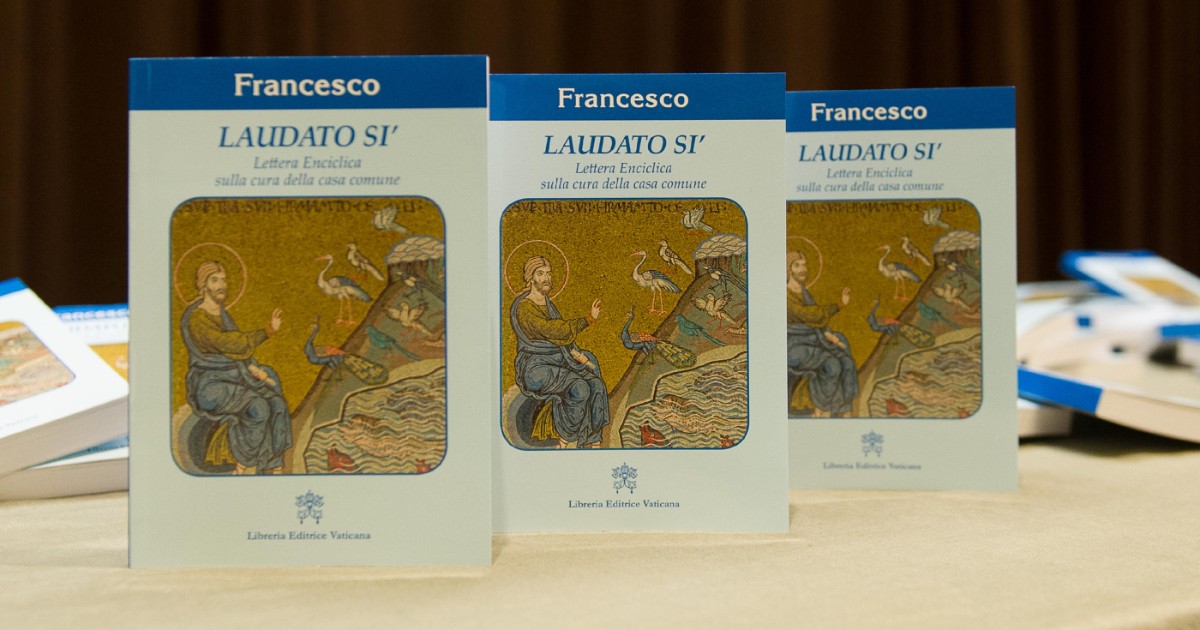 Francesco
LAUDATO SI'
Lettera Enciclica
sulla cura della casa comune
Libreria Editrice Vaticana
Francesco
LAUDATO SI'
Lettera Enciclica
sulla cura della casa comune
Libreria Editrice Vaticana
Francesco
LAUDATO SI'
Lettera Enciclica
sulla cura della casa comune
Libreria Editrice Vaticana